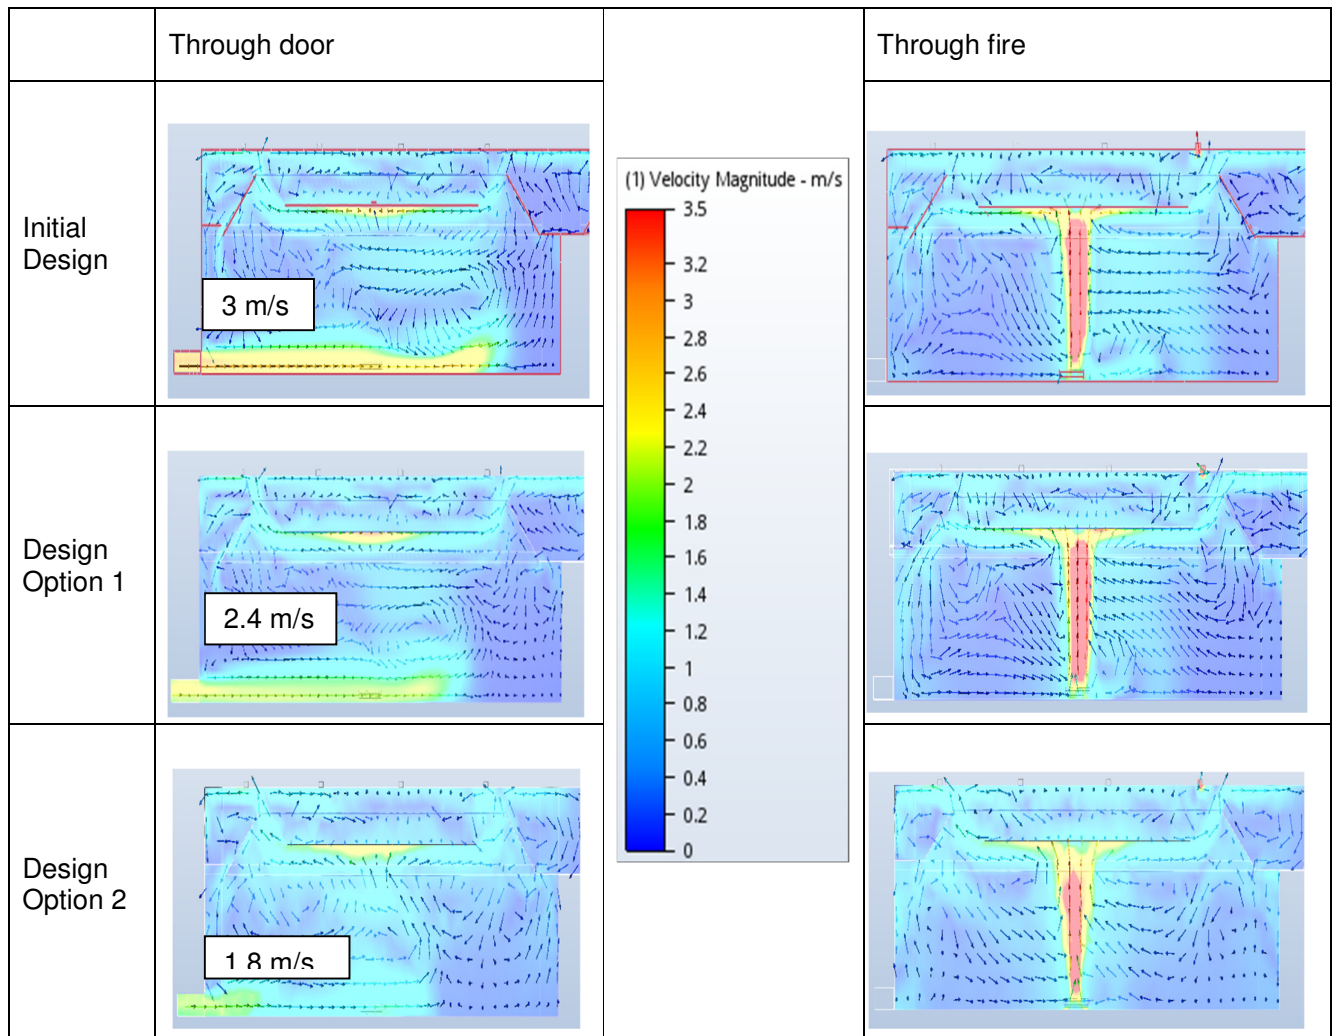 Through door
Through fire
Initial
Design
3 m/s
(1) Velocity Magnitude - m/s
3.5
3.2
3
2.8
2.6
2.4
2.2
2
1.8
1.6
1.4
1.2
1
0.8
0.6
0.4
0.2
0
Design
Option 1
2.4 m/s
Design
Option 2
1.8 m/s